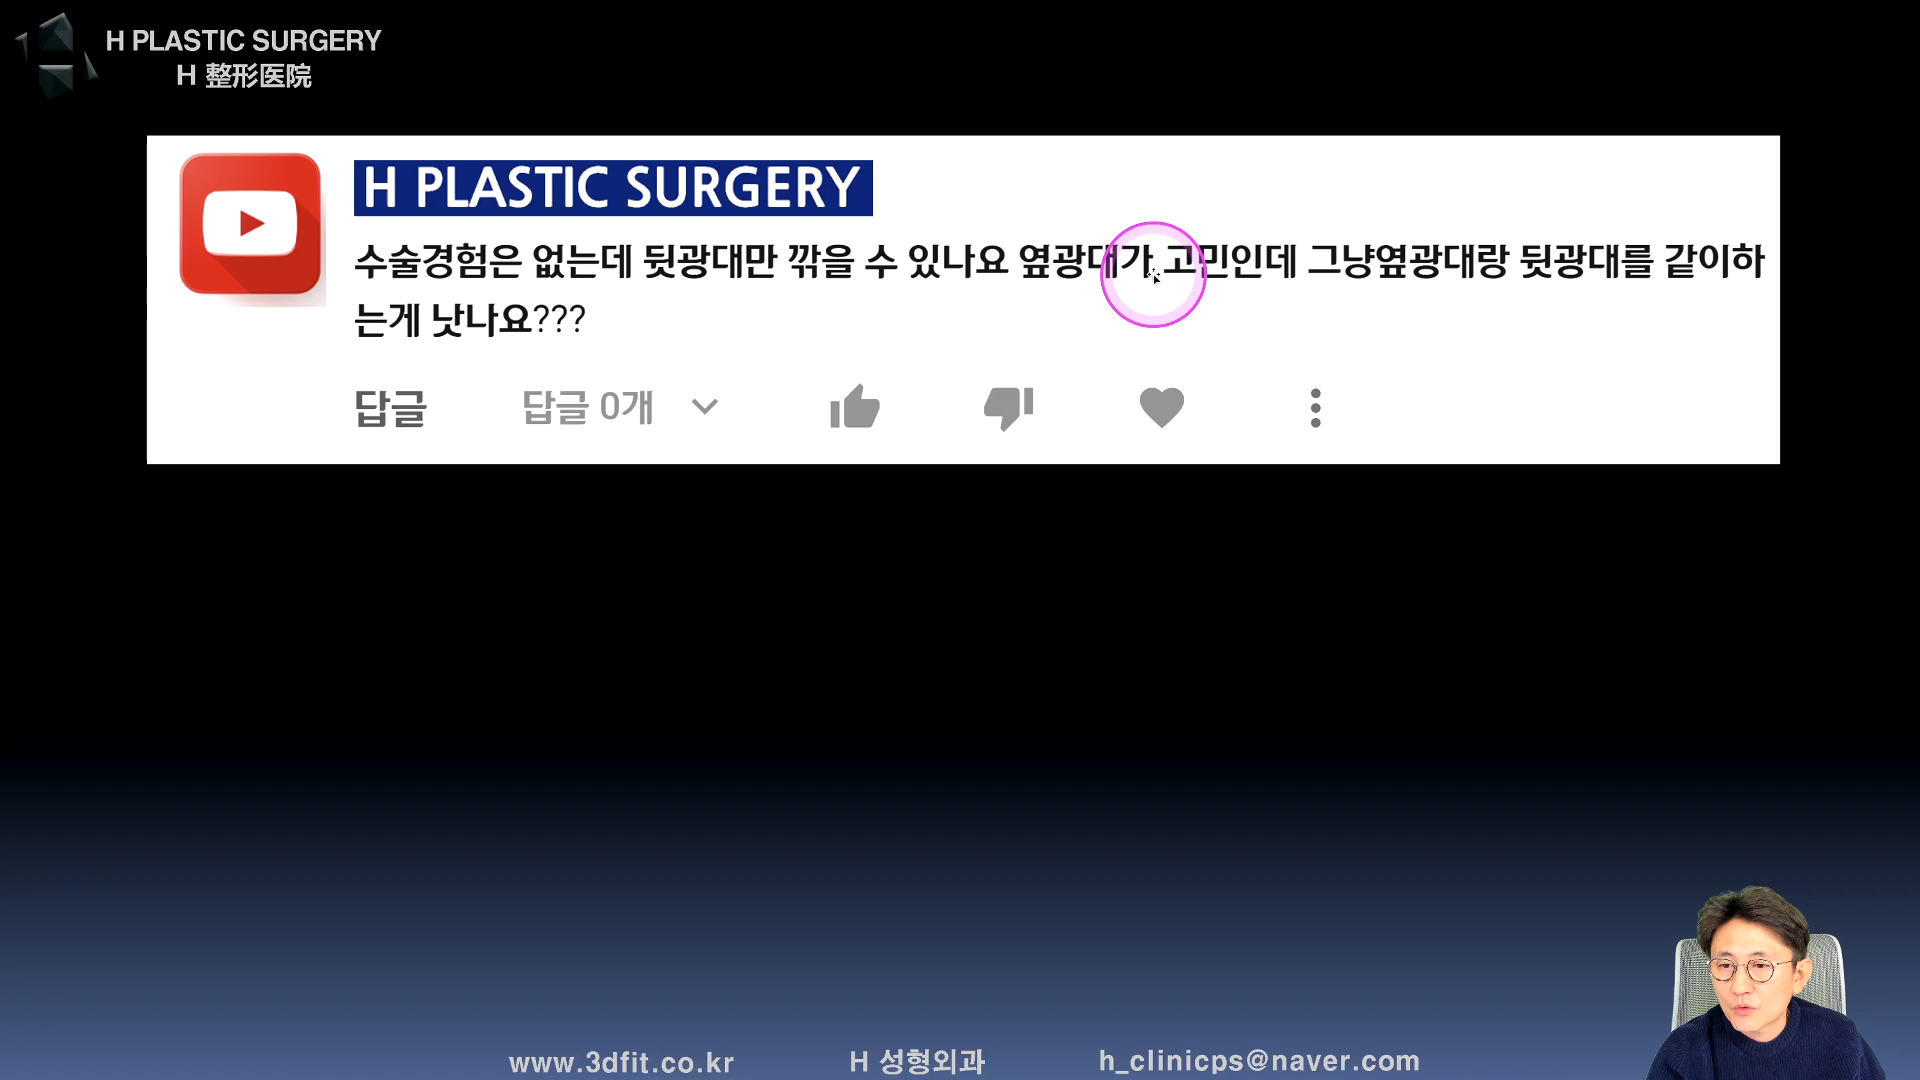 H PLASTIC SURGERY
H 整形医院
H PLASTIC SURGERY
수술경험은 없는데 뒷광대만 깎을 수 있나요 옆광대가 고민인데 그냥옆광대랑 뒷광대를 같이하
는게 낫나요???
답글 답글 0개
www.3dfit.co.kr H 성형외과 h_clinicps@naver.com